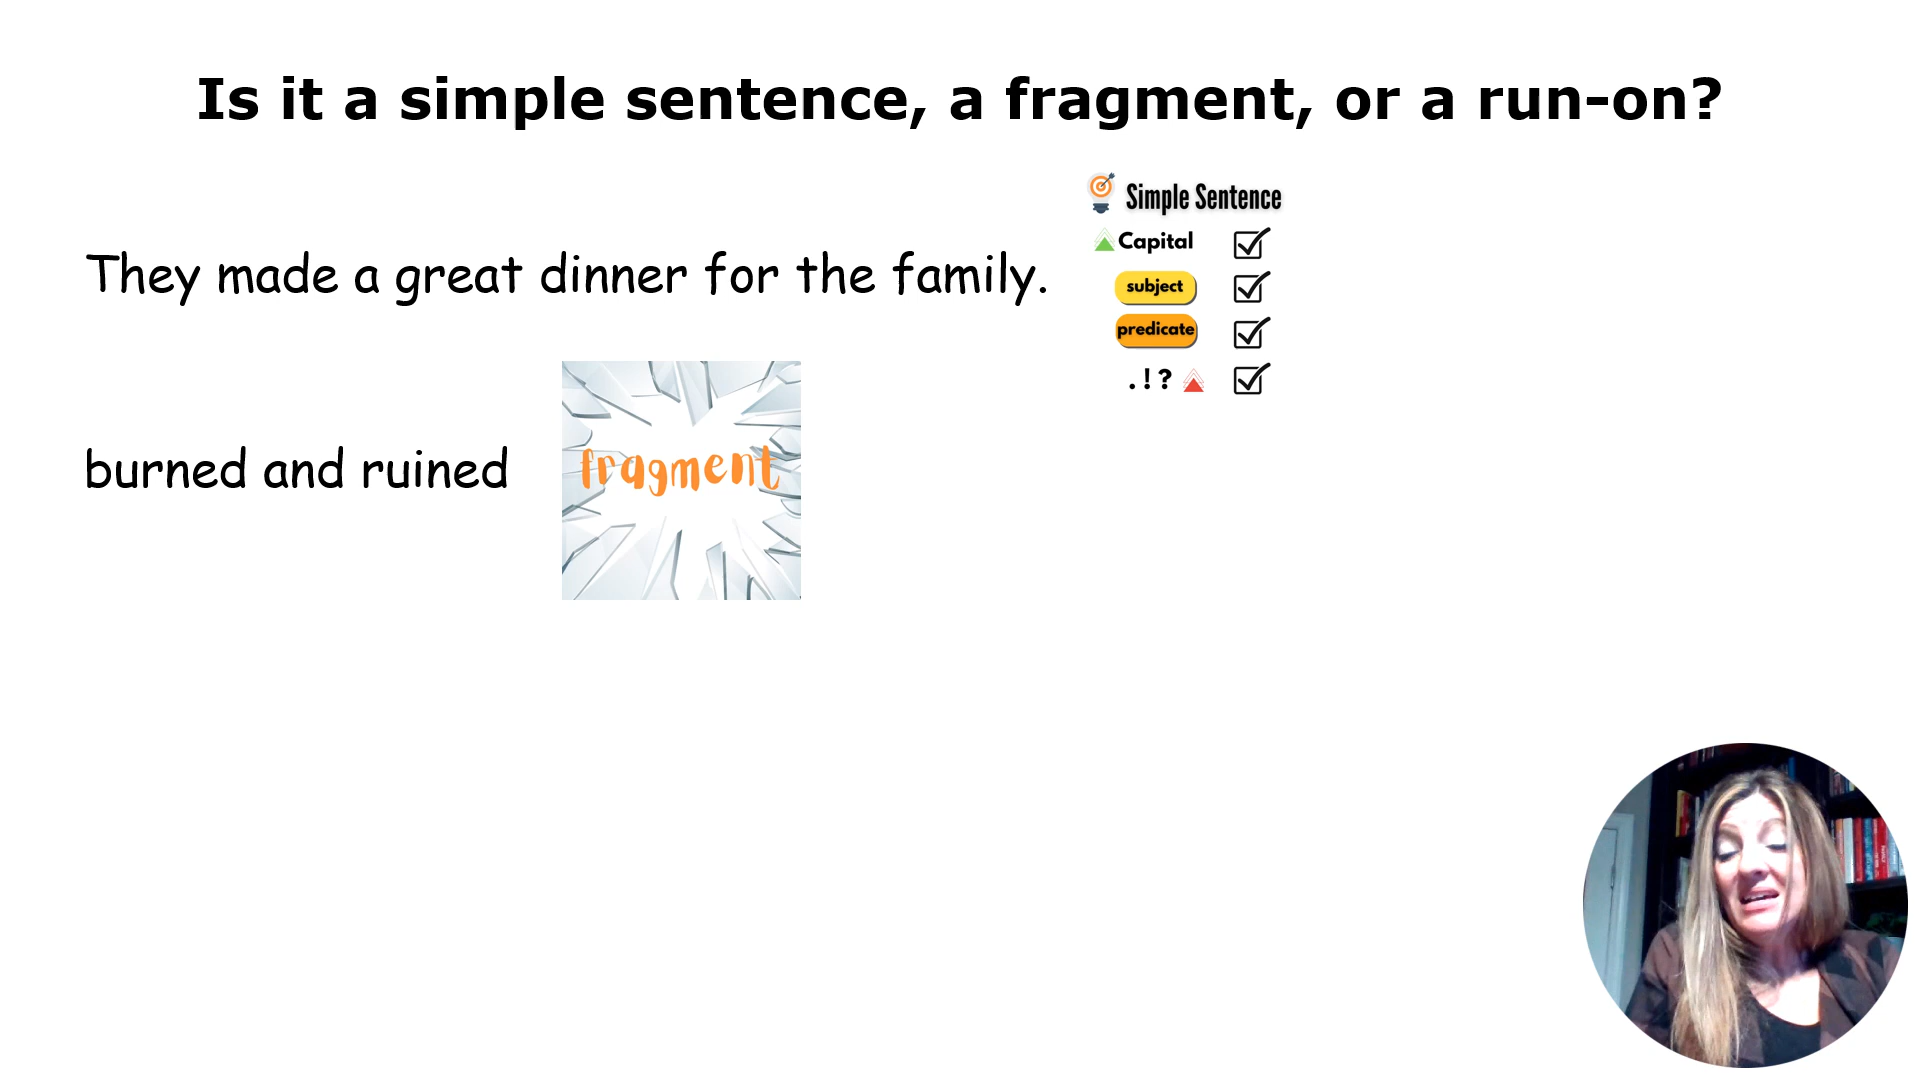 Is it a simple sentence, a fragment, or a run-on?
Simple Sentence
They made a great dinner for the family.
Capital
subject
predicate
.!?
burned and ruined
fragment